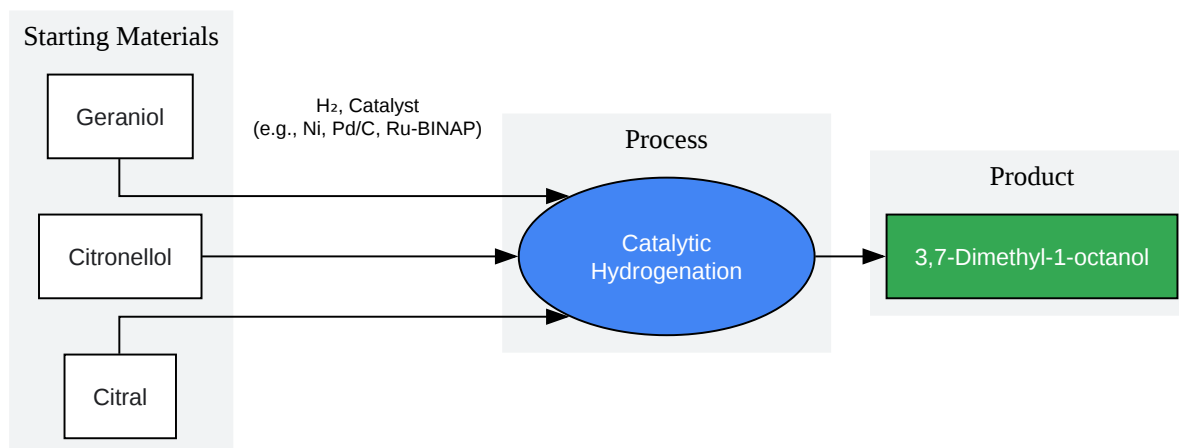 Starting Materials
Geraniol
H₂, Catalyst
(e.g., Ni, Pd/C, Ru-BINAP)
Process
Product
Citronellol
Catalytic
Hydrogenation
3,7-Dimethyl-1-octanol
Citral